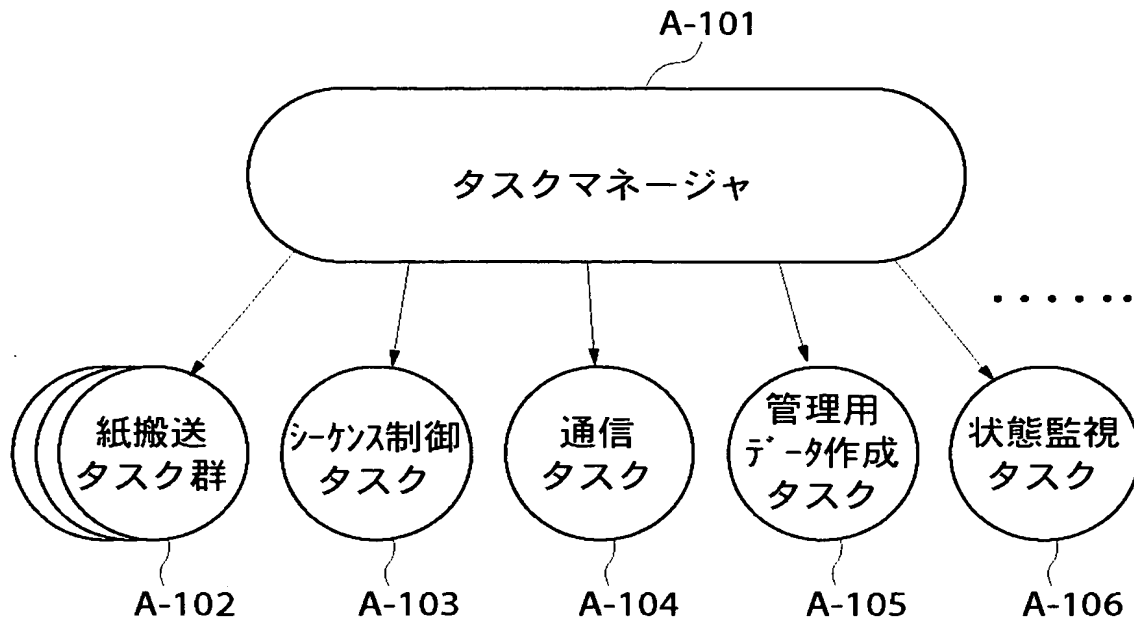 A-101
タスクマネージャ
・・・・・・
紙搬送
タスク群
シーケンス制御
タスク
通信
タスク
管理用
データ作成
タスク
状態監視
タスク
A-102
A-103
A-104
A-105
A-106